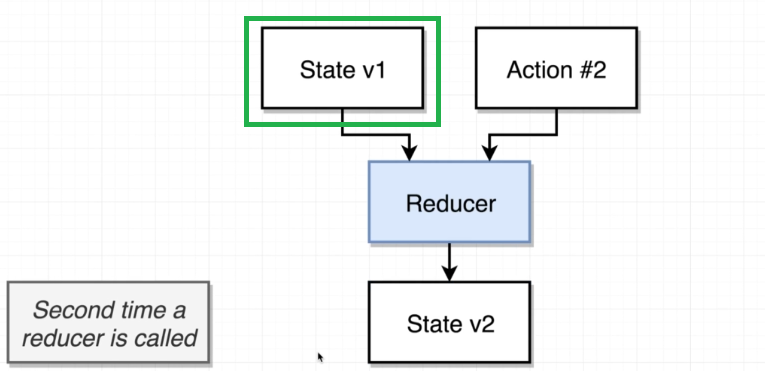 State v1
Action #2
Reducer
Second time a
reducer is called
State v2